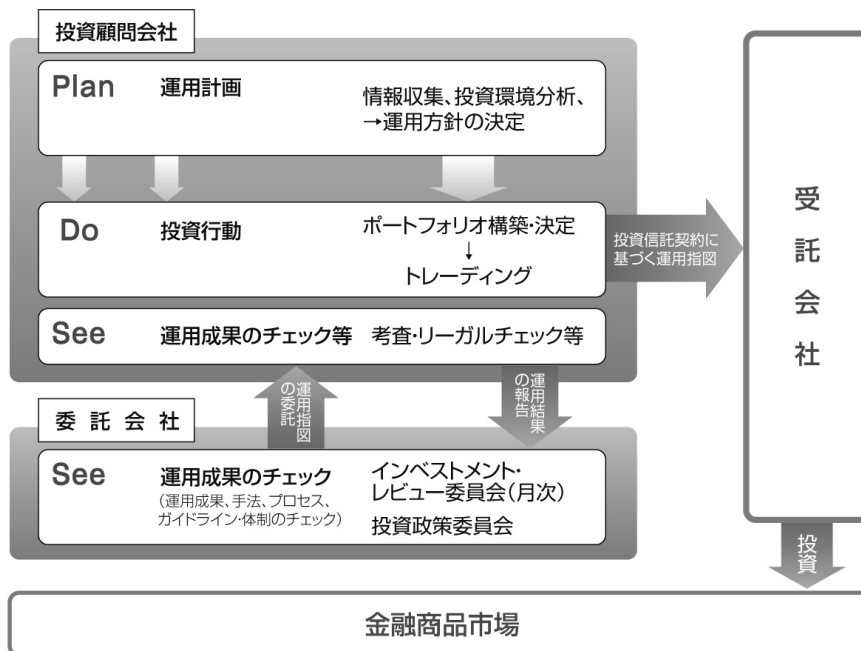 投資顧問会社
Plan 運用計画
情報収集、投資環境分析、
→運用方針の決定
Do 投資行動
ポートフォリオ構築・決定
↓
トレーディング
投資信託契約に
基づく運用指図
See 運用成果のチェック等 考査・リーガルチェック等
運用指図
の委託
運用結果
の報告
委託会社
See 運用成果のチェック
(運用成果、手法、プロセス、
ガイドライン・体制のチェック)
インベストメント・
レビュー委員会(月次)
投資政策委員会
受託会社
投資
金融商品市場